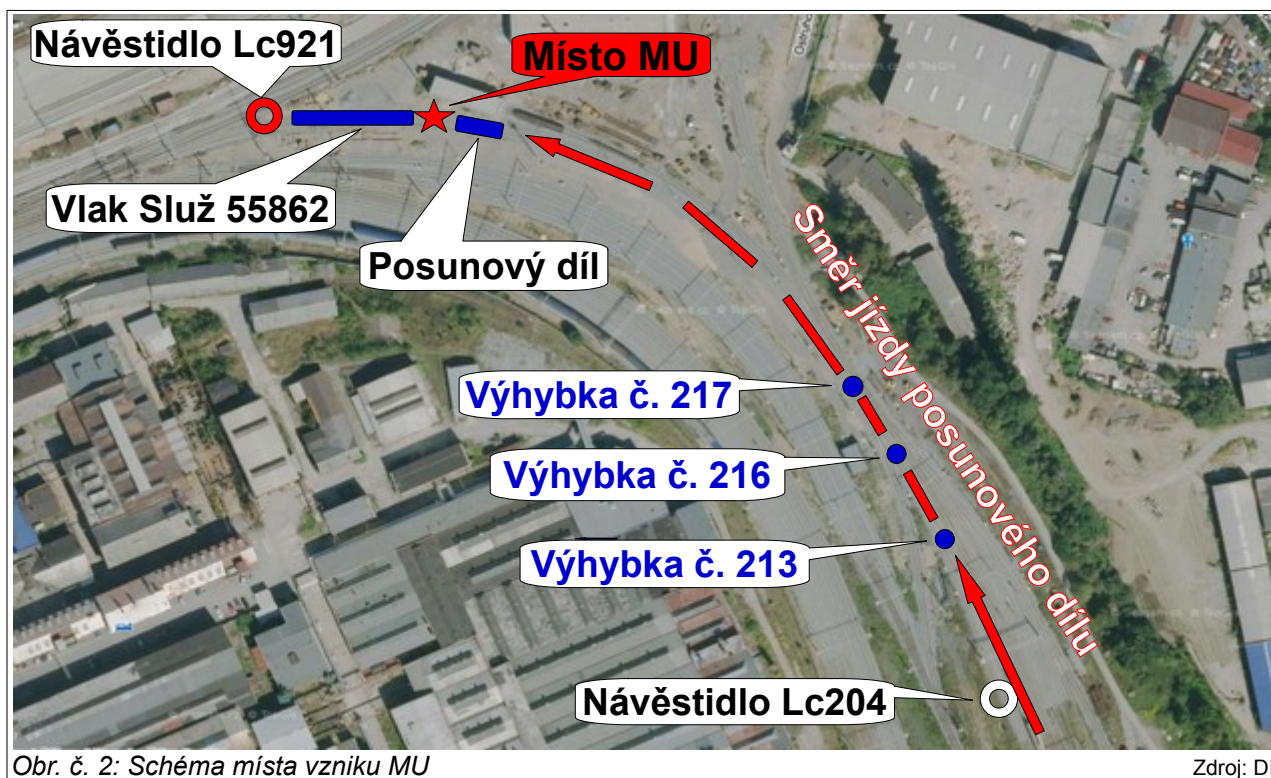 Návěstidlo Lc921
Místo MU
Vlak Služ 55862
Posunový díl
Směr jízdy posunového dílu
Výhybka č. 217
Výhybka č. 216
Výhybka č. 213
Návěstidlo Lc204
Obr. č. 2: Schéma místa vzniku MU
Zdroj: DI